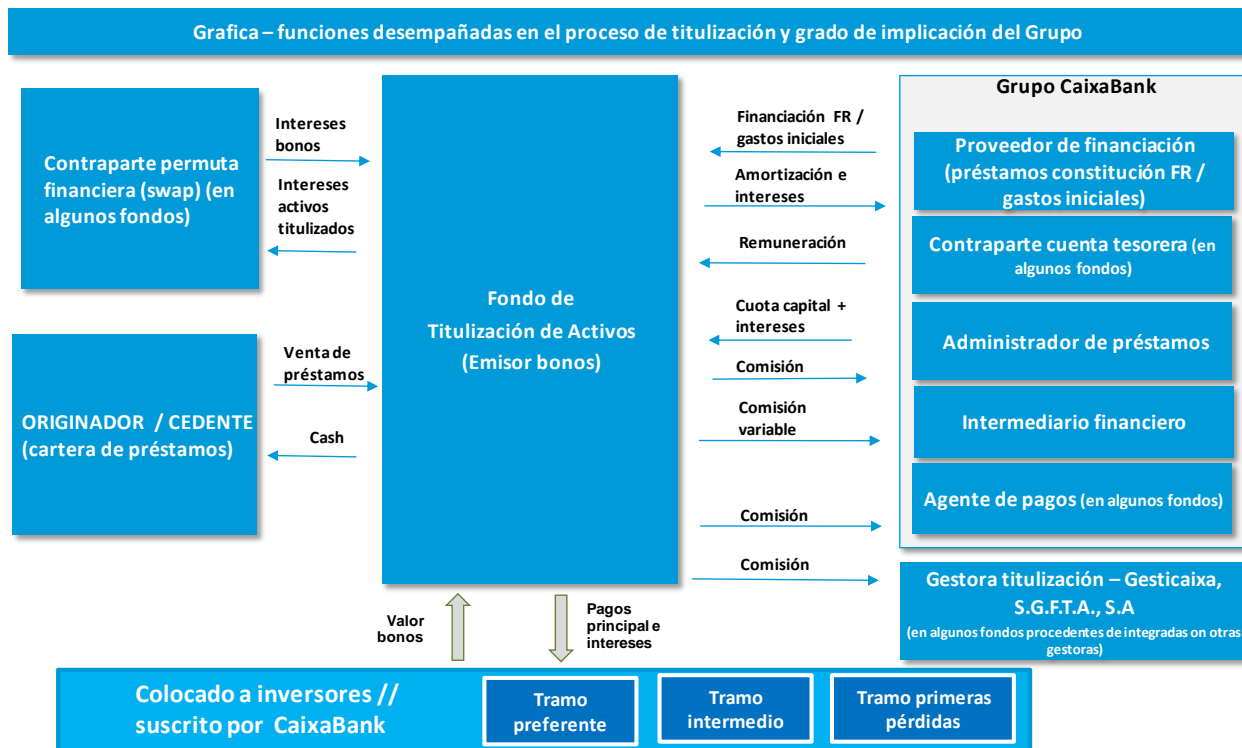 Grafica – funciones desempañadas en el proceso de titulización y grado de implicación del Grupo
Contraparte permuta
financiera (swap) (en
algunos fondos)
Intereses
bonos
Intereses
activos
titulizados
ORIGINADOR / CEDENTE
(cartera de préstamos)
Venta de
préstamos
Cash
Fondo de
Titulización de Activos
(Emisor bonos)
Financiación FR /
gastos iniciales
Amortización e
intereses
Remuneración
Cuota capital +
intereses
Comisión
Comisión
variable
Comisión
Comisión
Grupo CaixaBank
Proveedor de financiación
(préstamos constitución FR /
gastos iniciales)
Contraparte cuenta tesorera (en
algunos fondos)
Administrador de préstamos
Intermediario financiero
Agente de pagos (en algunos fondos)
Gestora titulización – Gesticaixa,
S.G.F.T.A., S.A
(en algunos fondos procedentes de integradas on otras
gestoras)
Valor
bonos
Pagos
principal e
intereses
Colocado a inversores //
suscrito por CaixaBank
Tramo
preferente
Tramo
intermedio
Tramo primeras
pérdidas